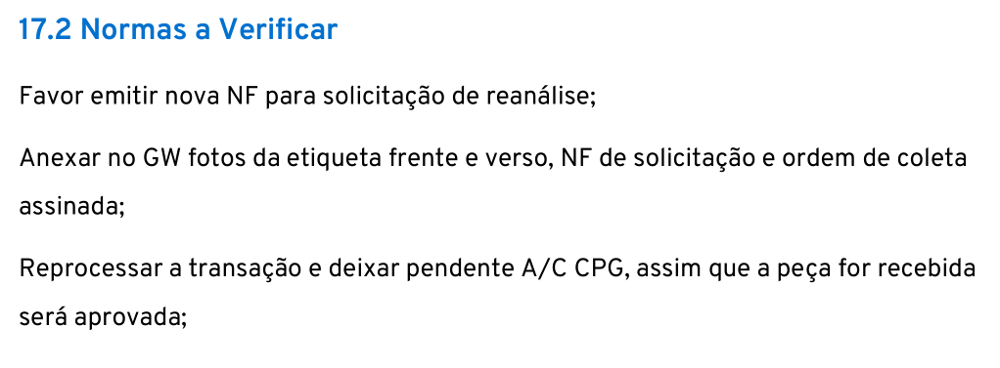 17.2 Normas a Verificar
Favor emitir nova NF para solicitação de reanálise;
Anexar no GW fotos da etiqueta frente e verso, NF de solicitação e ordem de coleta
assinada;
Reprocessar a transação e deixar pendente A/C CPG, assim que a peça for recebida
será aprovada;